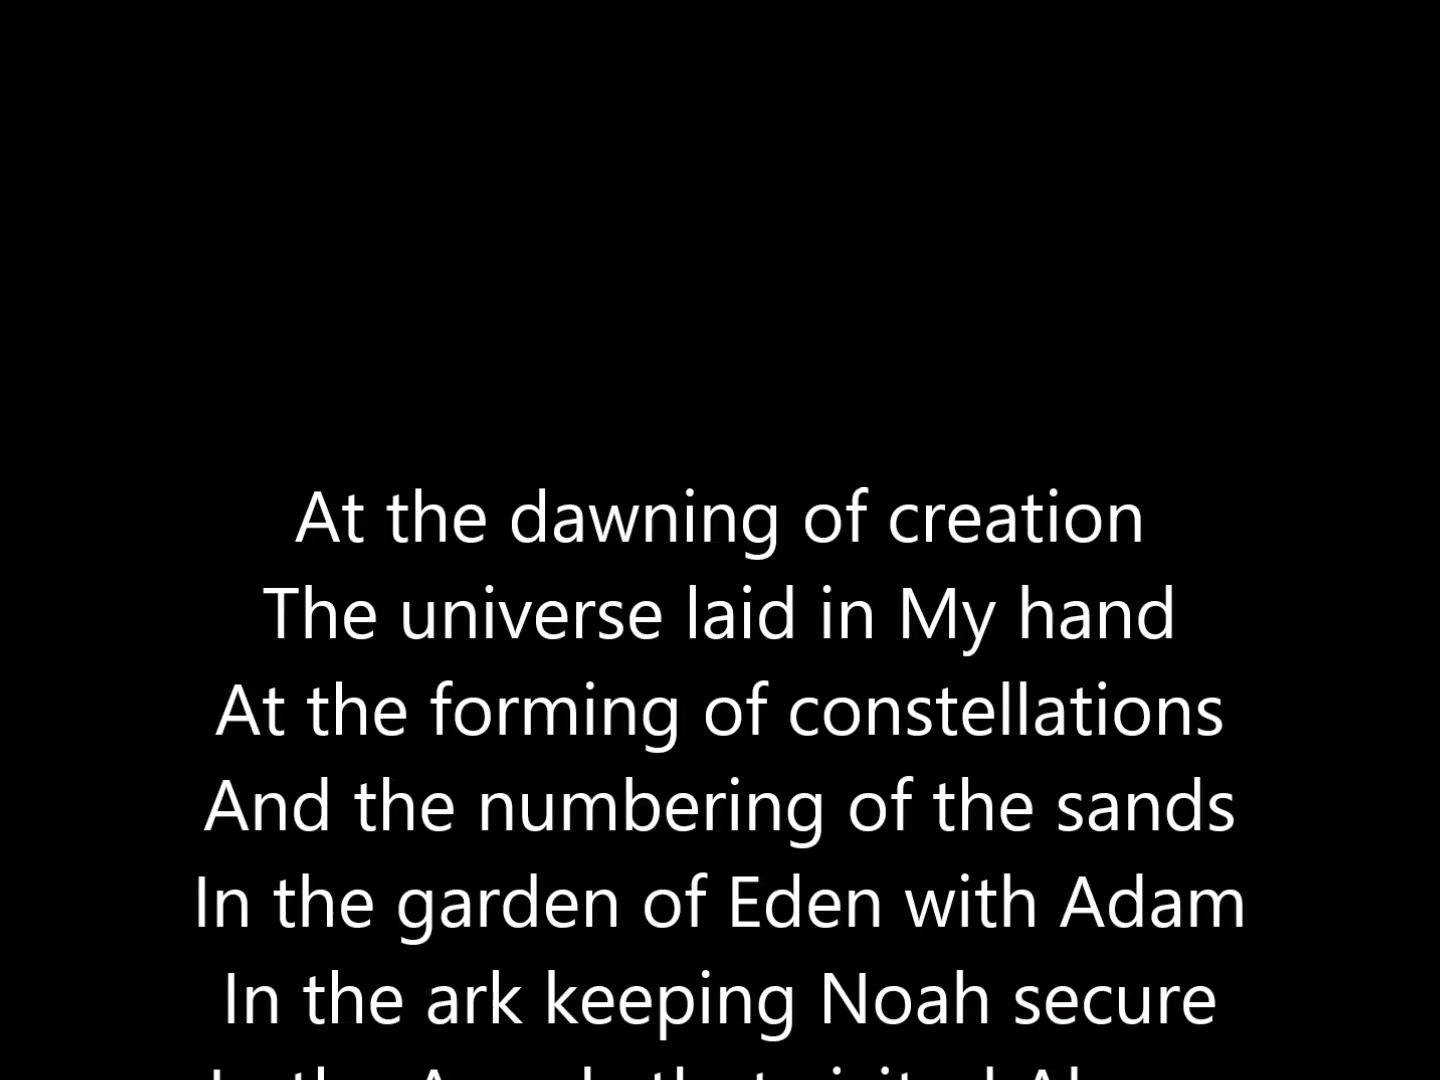 At the dawning of creation
The universe laid in My hand
At the forming of constellations
And the numbering of the sands
In the garden of Eden with Adam
In the ark keeping Noah secure